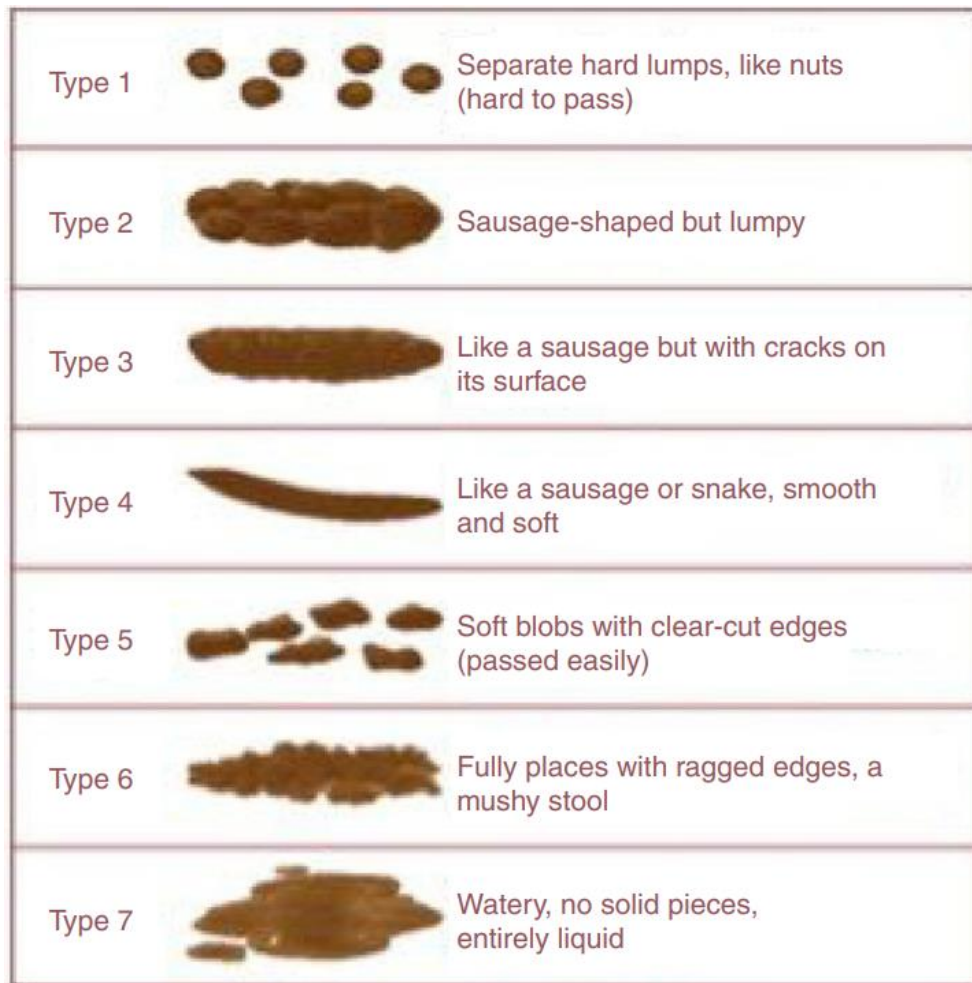 Type 1
Separate hard lumps, like nuts
(hard to pass)
Type 2
Sausage-shaped but lumpy
Type 3
Like a sausage but with cracks on
its surface
Type 4
Like a sausage or snake, smooth
and soft
Type 5
Soft blobs with clear-cut edges
(passed easily)
Type 6
Fully places with ragged edges, a
mushy stool
Type 7
Watery, no solid pieces,
entirely liquid